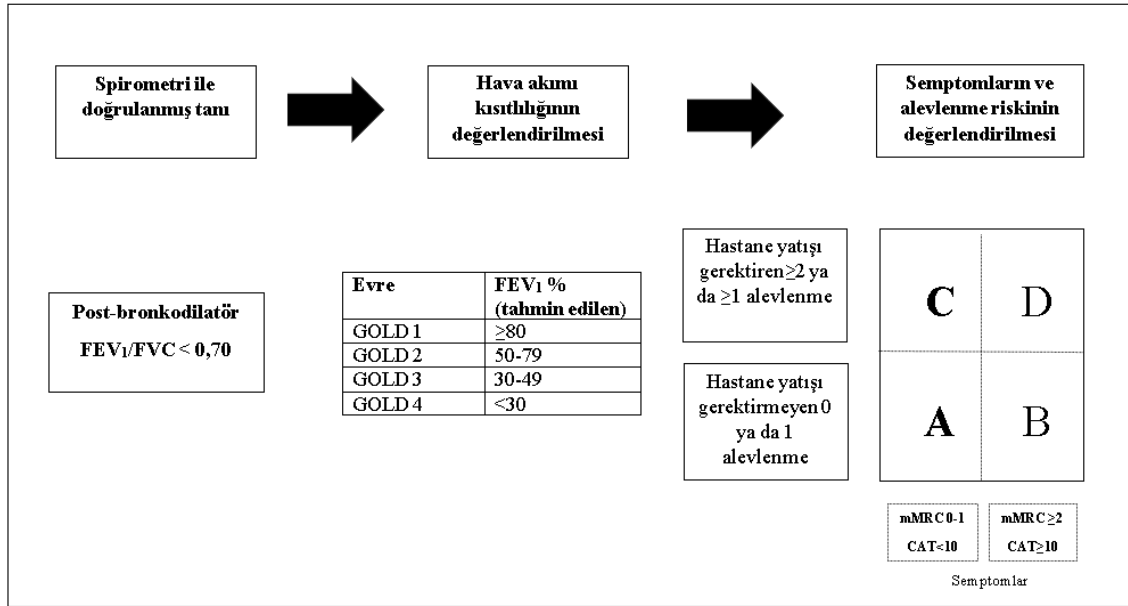 Spirometri ile
doğrulanmış tanı
Hava akımı
kısıtlılığının
değerlendirilmesi
Semptomların ve
alevlenme riskinin
değerlendirilmesi
Post-bronkodilatör
FEV1/FVC < 0,70
Evre FEV1 %
(tahmin edilen)
GOLD 1 ≥80
GOLD 2 50-79
GOLD 3 30-49
GOLD 4 <30
Hastane yatışı
gerektiren ≥2 ya
da ≥1 alevlenme
Hastane yatışı
gerektirmeyen 0
ya da 1
alevlenme
C D
A B
mMRC 0-1
CAT<10
mMRC ≥2
CAT≥10
Semptomlar